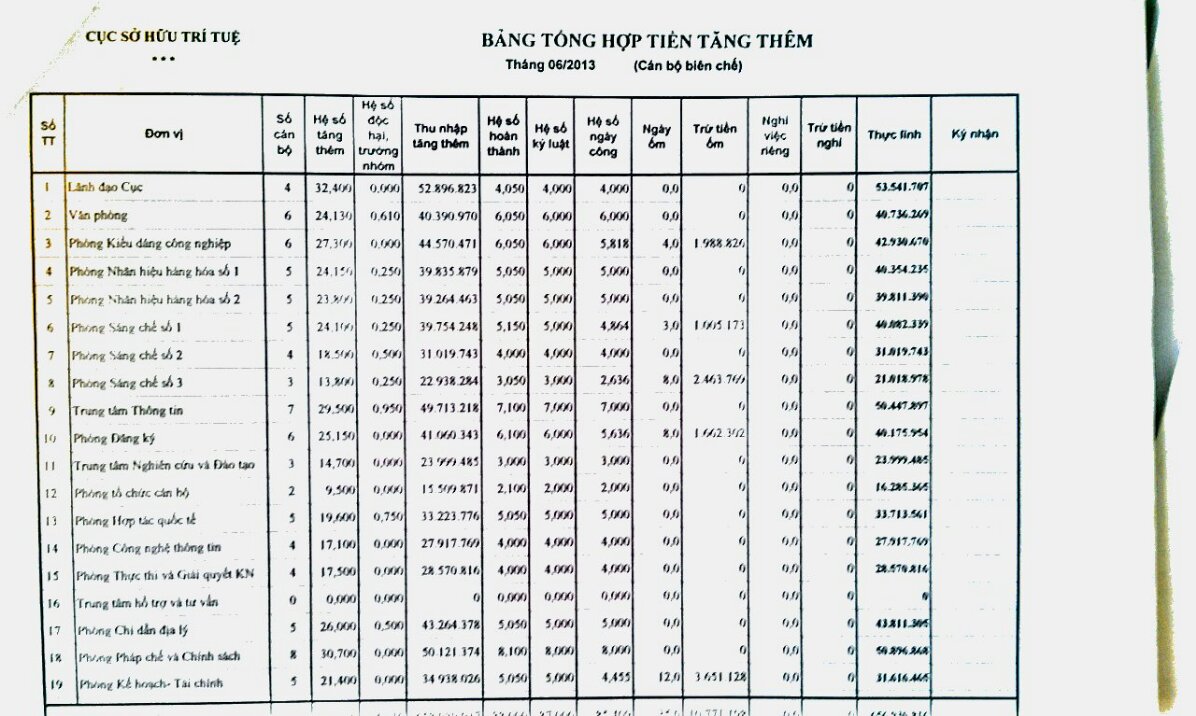 CỤC SỞ HỮU TRÍ TUỆ
BẢNG TỔNG HỢP TIỀN TĂNG THÊM
Tháng 06/2013 (Cán bộ biên chế)
Số TT Đơn vị Số cán bộ Hệ số tăng thêm Hệ số độc hại, trưởng nhóm Thu nhập tăng thêm Hệ số hoàn thành Hệ số kỷ luật Hệ số ngày công Ngày ốm Trừ tiền ốm Nghỉ việc riêng Trừ tiền nghỉ Thực lĩnh Ký nhận
1 Lãnh đạo Cục 4 32,400 0,000 52.896.823 4,050 4,000 4,000 0,0 0 0,0 0 53.541.707
2 Văn phòng 6 24,130 0,610 40.390.970 6,050 6,000 6,000 0,0 0 0,0 0 40.736.269
3 Phòng Kiểu dáng công nghiệp 6 27,300 0,000 44.570.471 6,050 6,000 5,818 4,0 1.988.826 0,0 0 42.930.670
4 Phòng Nhãn hiệu hàng hóa số 1 5 24,150 0,250 39.835.879 5,050 5,000 5,000 0,0 0 0,0 0 40.354.235
5 Phòng Nhãn hiệu hàng hóa số 2 5 23,800 0,250 39.264.463 5,050 5,000 5,000 0,0 0 0,0 0 39.811.390
6 Phòng Sáng chế số 1 5 24,100 0,250 39.754.248 5,150 5,000 4,864 3,0 0,0 0 40.082.339
7 Phòng Sáng chế số 2 4 18,500 0,500 31.019.743 4,000 4,000 4,000 0,0 0 0,0 0 31.019.743
8 Phòng Sáng chế số 3 3 13,800 0,250 22.938.284 3,050 3,000 2,636 8,0 2.463.769 0,0 0 21.018.978
9 Trung tâm Thông tin 7 29,500 0,950 49.713.218 7,100 7,000 7,000 0,0 0 0,0 0 50.447.897
10 Phòng Đăng ký 6 25,150 0,000 41.060.343 6,100 6,000 5,636 8,0 1.662.302 0,0 0 40.175.954
11 Trung tâm Nghiên cứu và Đào tạo 3 14,700 0,000 23.999.485 3,000 3,000 3,000 0,0 0 0,0 0 23.999.485
12 Phòng tổ chức cán bộ 2 9,500 0,000 15.509.871 2,100 2,000 2,000 0,0 0 0,0 0 16.285.365
13 Phòng Hợp tác quốc tế 5 19,600 0,750 33.223.776 5,050 5,000 5,000 0,0 0 0,0 0 33.713.561
14 Phòng Công nghệ thông tin 4 17,100 0,000 27.917.769 4,000 4,000 4,000 0,0 0 0,0 0 27.917.769
15 Phòng Thực thi và Giải quyết KN 4 17,500 0,000 28.570.816 4,000 4,000 4,000 0,0 0 0,0 0 28.570.816
16 Trung tâm hỗ trợ và tư vấn 0 0,000 0,000 0 0,000 0,000 0,000 0,0 0 0,0 0 0
17 Phòng Chỉ dẫn địa lý 5 26,000 0,500 43.264.378 5,050 5,000 5,000 0,0 0 0,0 0 43.811.305
18 Phòng Pháp chế và Chính sách 8 30,700 0,000 50.121.374 8,100 8,000 8,000 0,0 0 0,0 0 50.896.868
19 Phòng Kế hoạch- Tài chính 5 21,400 0,000 34.938.026 5,050 5,000 4,455 12,0 3.651.128 0,0 0 31.616.465